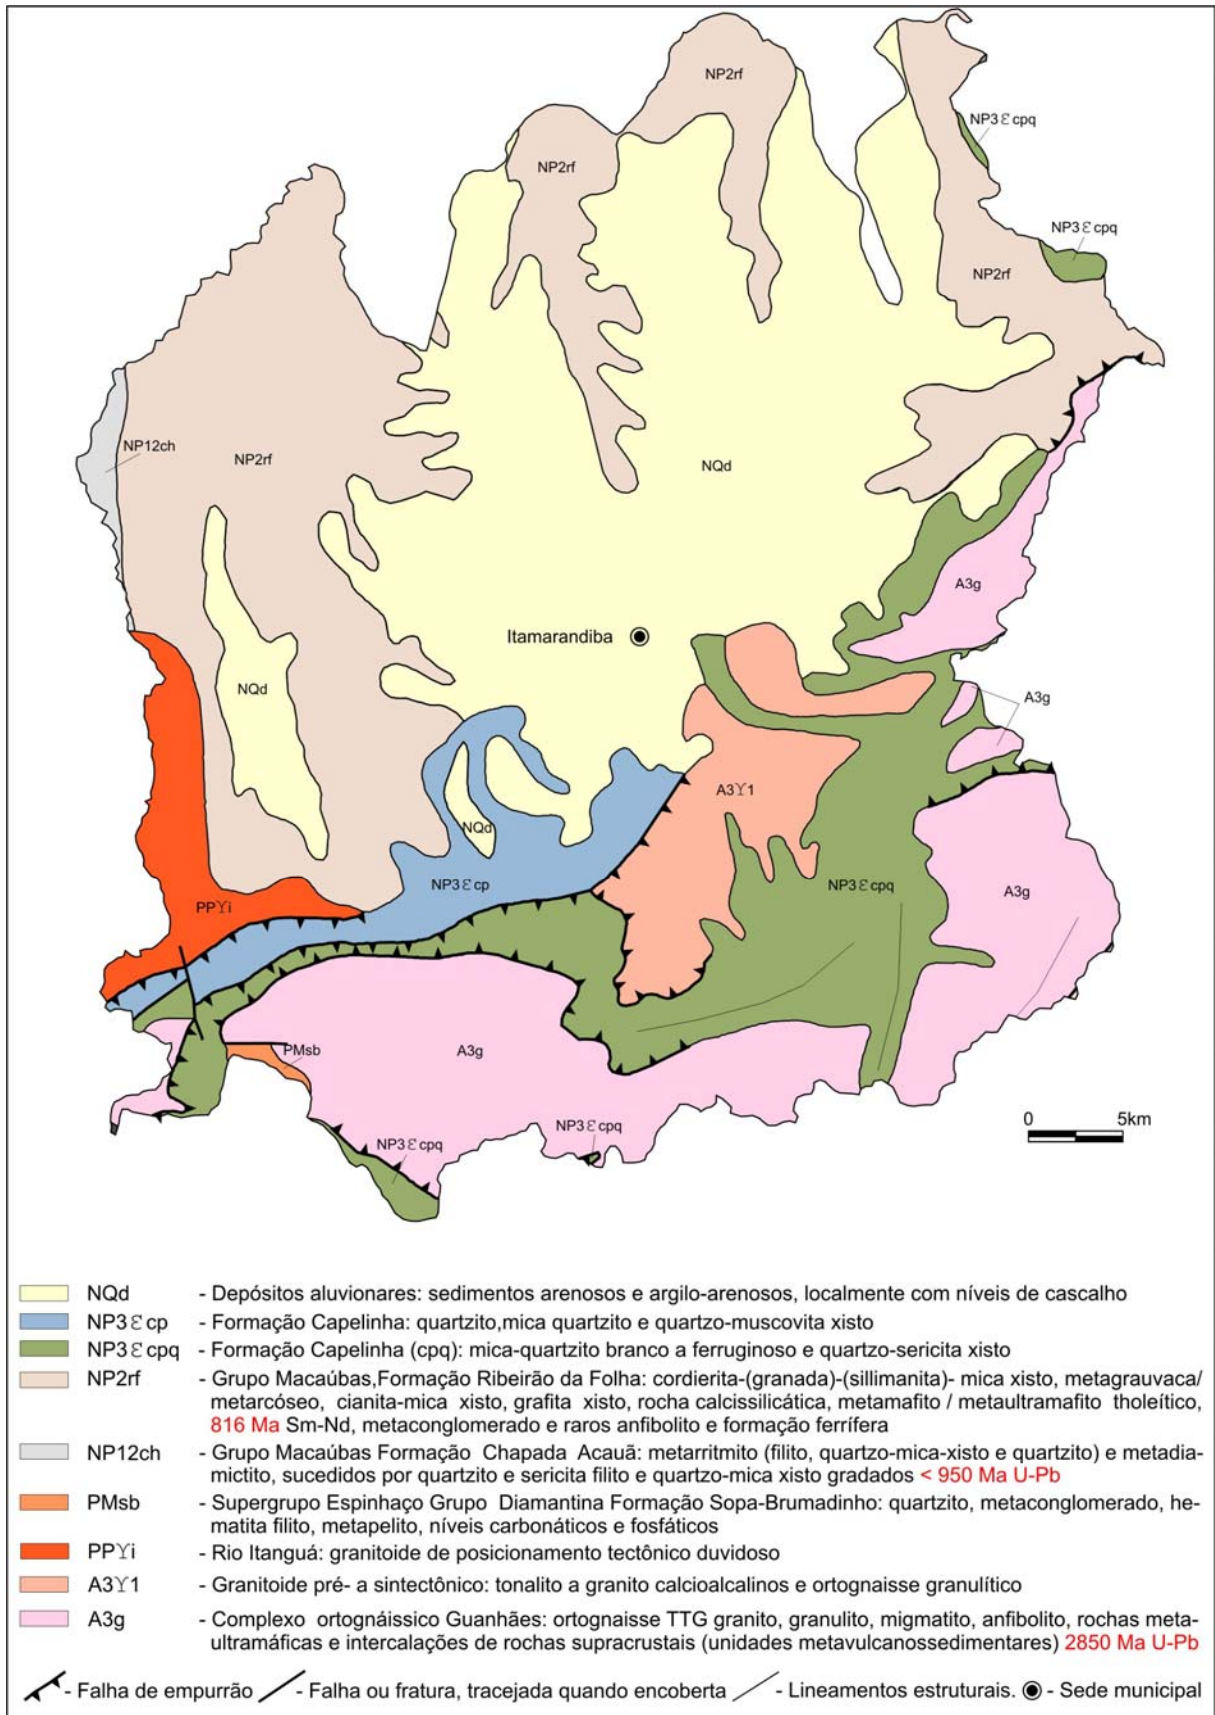 NP2rf
NP3Ɛcpq
NP2rf
NP3Ɛcpq
NP2rf
NP12ch
NP2rf
NQd
A3g
Itamarandiba
NQd
A3g
A3ϒ1
NQd
NP3Ɛcp
NP3Ɛcpq
A3g
PPϒi
PMsb
A3g
0 5km
NP3Ɛcpq
NP3Ɛcpq
NQd - Depósitos aluvionares: sedimentos arenosos e argilo-arenosos, localmente com níveis de cascalho
NP3Ɛcp - Formação Capelinha: quartzito,mica quartzito e quartzo-muscovita xisto
NP3Ɛcpq - Formação Capelinha (cpq): mica-quartzito branco a ferruginoso e quartzo-sericita xisto
NP2rf - Grupo Macaúbas,Formação Ribeirão da Folha: cordierita-(granada)-(sillimanita)- mica xisto, metagrauvaca/
metarcóseo, cianita-mica xisto, grafita xisto, rocha calcissilicática, metamafito / metaultramafito tholeítico,
816 Ma Sm-Nd, metaconglomerado e raros anfibolito e formação ferrífera
NP12ch - Grupo Macaúbas Formação Chapada Acauã: metarritmito (filito, quartzo-mica-xisto e quartzito) e metadia-
mictito, sucedidos por quartzito e sericita filito e quartzo-mica xisto gradados < 950 Ma U-Pb
PMsb - Supergrupo Espinhaço Grupo Diamantina Formação Sopa-Brumadinho: quartzito, metaconglomerado, he-
matita filito, metapelito, níveis carbonáticos e fosfáticos
PPϒi - Rio Itanguá: granitoide de posicionamento tectônico duvidoso
A3ϒ1 - Granitoide pré- a sintectônico: tonalito a granito calcioalcalinos e ortognaisse granulítico
A3g - Complexo ortognáissico Guanhães: ortognaisse TTG granito, granulito, migmatito, anfibolito, rochas meta-
ultramáficas e intercalações de rochas supracrustais (unidades metavulcanossedimentares) 2850 Ma U-Pb
- Falha de empurrão - Falha ou fratura, tracejada quando encoberta - Lineamentos estruturais. - Sede municipal